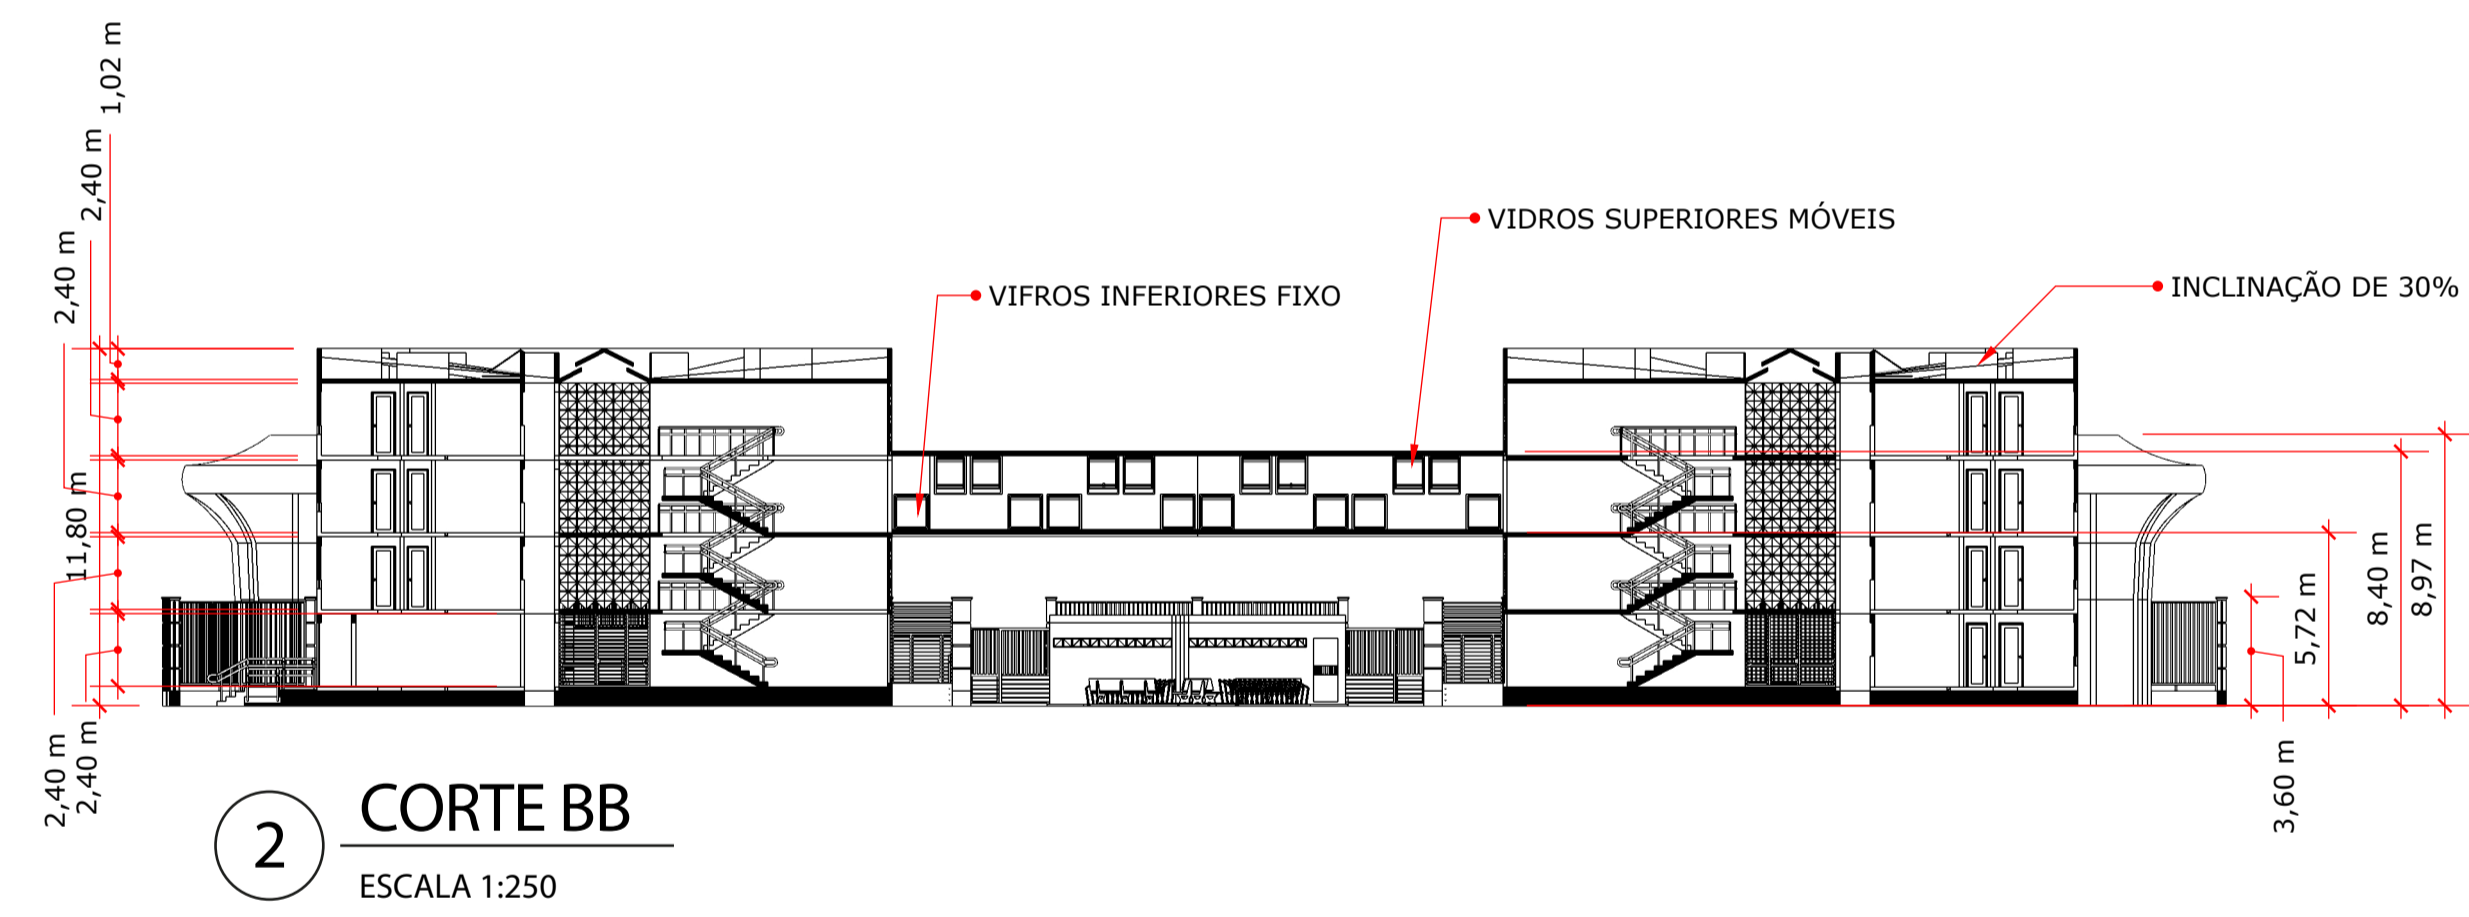 1,02 m
2,40 m
2,40 m
11,80 m
2,40 m
2,40 m
VIFROS INFERIORES FIXO
VIDROS SUPERIORES MÓVEIS
INCLINAÇÃO DE 30%
5,72 m
8,40 m
8,97 m
3,60 m
2
CORTE BB
ESCALA 1:250